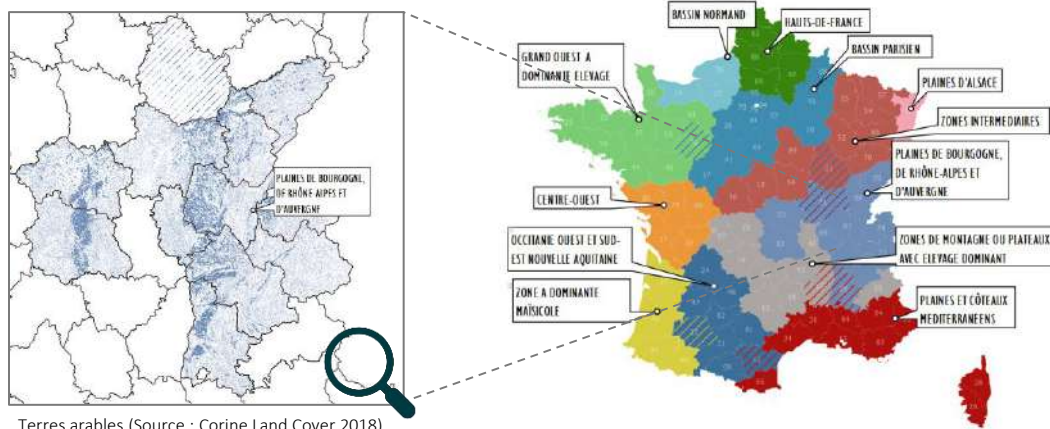 PLAINES DE BOURGOGNE,
DE RHÔNE ALPES ET
D'AUVERGNE
Terres arables (Source : Corine Land Cover 2018)
BASSIN NORMAND
HAUTS-DE-FRANCE
GRAND OUEST A
DOMINANTE ELEVAGE
BASSIN PARISIEN
PLAINES D'ALSACE
ZONES INTERMEDIAIRES
PLAINES DE BOURGOGNE,
DE RHÔNE-ALPES ET
D'AUVERGNE
CENTRE-OUEST
OCCITANIE OUEST ET SUD-
EST NOUVELLE AQUITAINE
ZONES DE MONTAGNE OU PLATEAUX
AVEC ELEVAGE DOMINANT
ZONE A DOMINANTE
MAÏSICOLE
PLAINES ET CÔTEAUX
MEDITERRANEENS